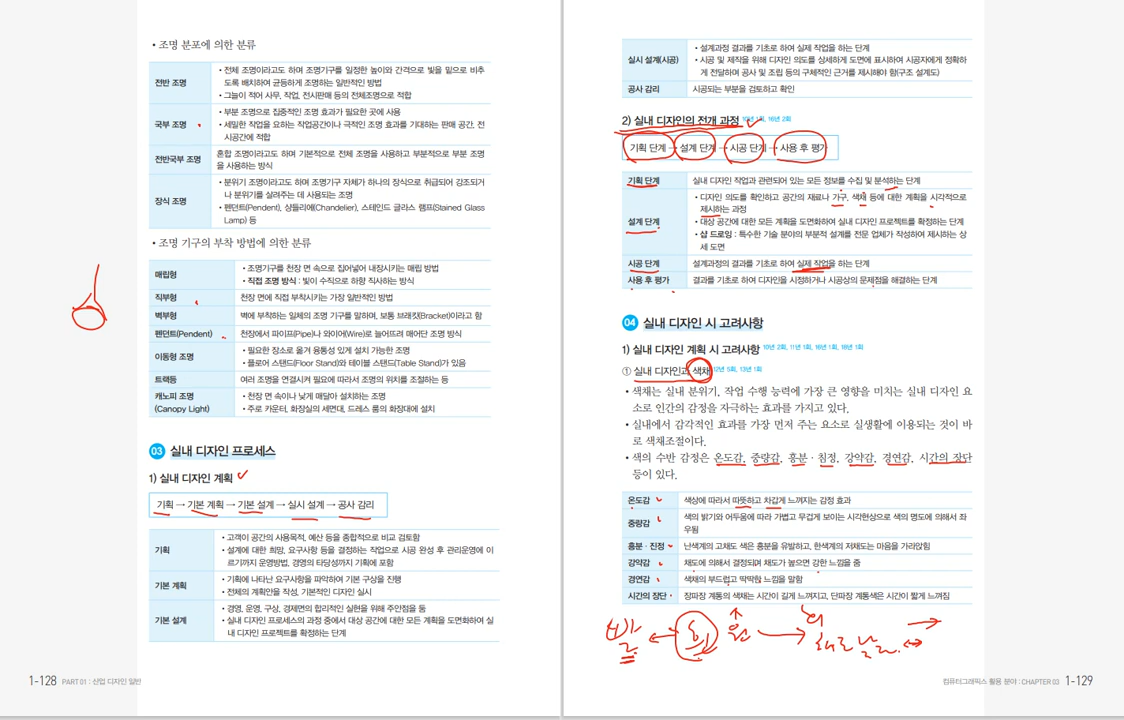 • 조명 분포에 의한 분류
전반 조명
• 전체 조명이라고도 하며 조명기구를 일정한 높이와 간격으로 빛을 밑으로 비추
도록 배치하여 균등하게 조명하는 일반적인 방법
• 그늘이 적어 사무, 작업, 전시판매 등의 전체조명으로 적합
국부 조명
• 부분 조명으로 집중적인 조명 효과가 필요한 곳에 사용
• 세밀한 작업을 요하는 작업공간이나 극적인 조명 효과를 기대하는 판매 공간, 전
시공간에 적합
전반국부 조명
혼합 조명이라고도 하며 기본적으로 전체 조명을 사용하고 부분적으로 부분 조명
을 사용하는 방식
장식 조명
• 분위기 조명이라고도 하며 조명기구 자체가 하나의 장식으로 취급되어 강조되거
나 분위기를 살려주는 데 사용되는 조명
• 펜던트(Pendent), 샹들리에(Chandelier), 스테인드 글라스 램프(Stained Glass
Lamp) 등
• 조명 기구의 부착 방법에 의한 분류
매립형
• 조명기구를 천장 면 속으로 집어넣어 내장시키는 매립 방법
• 직접 조명 방식 : 빛이 수직으로 하향 직사하는 방식
직부형
천장 면에 직접 부착시키는 가장 일반적인 방법
벽부형
벽에 부착하는 일체의 조명 기구를 말하며, 보통 브래킷(Bracket)이라고 함
펜던트(Pendent)
천장에서 파이프(Pipe)나 와이어(Wire)로 늘어뜨려 매어단 조명 방식
이동형 조명
• 필요한 장소로 옮겨 융통성 있게 설치 가능한 조명
• 플로어 스탠드(Floor Stand)와 테이블 스탠드(Table Stand)가 있음
트랙등
여러 조명을 연결시켜 필요에 따라서 조명의 위치를 조절하는 등
캐노피 조명
(Canopy Light)
• 천장 면 속이나 낮게 매달아 설치하는 조명
• 주로 카운터, 화장실의 세면대, 드레스 룸의 화장대에 설치
03 실내 디자인 프로세스
1) 실내 디자인 계획
기획 → 기본 계획 → 기본 설계 → 실시 설계 → 공사 감리
기획
• 고객이 공간의 사용목적, 예산 등을 종합적으로 비교 검토함
• 설계에 대한 희망, 요구사항 등을 결정하는 작업으로 시공 완성 후 관리운영에 이
르기까지 운영방법, 경영의 타당성까지 기획에 포함
기본 계획
• 기획에 나타난 요구사항을 파악하여 기본 구상을 진행
• 전체의 계획안을 작성, 기본적인 디자인 실시
기본 설계
• 경영, 운영, 구상, 경제면의 합리적인 실현을 위해 주안점을 둠
• 실내 디자인 프로세스의 과정 중에서 대상 공간에 대한 모든 계획을 도면화하여 실
내 디자인 프로젝트를 확정하는 단계
1-128 PART 01 : 산업 디자인 일반
실시 설계(시공)
• 설계과정 결과를 기초로 하여 실제 작업을 하는 단계
• 시공 및 제작을 위해 디자인 의도를 상세하게 도면에 표시하여 시공자에게 정확하
게 전달하며 공사 및 조립 등의 구체적인 근거를 제시해야 함(구조 설계도)
공사 감리
시공되는 부분을 검토하고 확인
2) 실내 디자인의 전개 과정 10년 1회, 16년 2회
기획 단계 → 설계 단계 → 시공 단계 → 사용 후 평가
기획 단계
실내 디자인 작업과 관련되어 있는 모든 정보를 수집 및 분석하는 단계
설계 단계
• 디자인 의도를 확인하고 공간의 재료나 가구, 색채 등에 대한 계획을 시각적으로
제시하는 과정
• 대상 공간에 대한 모든 계획을 도면화하여 실내 디자인 프로젝트를 확정하는 단계
• 샵 드로잉 : 특수한 기술 분야의 부분적 설계를 전문 업체가 작성하여 제시하는 상
세 도면
시공 단계
설계과정의 결과를 기초로 하여 실제 작업을 하는 단계
사용 후 평가
결과를 기초로 하여 디자인을 시정하거나 시공상의 문제점을 해결하는 단계
04 실내 디자인 시 고려사항
1) 실내 디자인 계획 시 고려사항 10년 2회, 11년 1회, 16년 1회, 18년 1회
① 실내 디자인과 색채 12년 5회, 13년 1회
• 색채는 실내 분위기, 작업 수행 능력에 가장 큰 영향을 미치는 실내 디자인 요
소로 인간의 감정을 자극하는 효과를 가지고 있다.
• 실내에서 감각적인 효과를 가장 먼저 주는 요소로 실생활에 이용되는 것이 바
로 색채조절이다.
• 색의 수반 감정은 온도감, 중량감, 흥분 · 침정, 강약감, 경연감, 시간의 장단
등이 있다.
온도감
색상에 따라서 따뜻하고 차갑게 느껴지는 감정 효과
중량감
색의 밝기와 어두움에 따라 가볍고 무겁게 보이는 시각현상으로 색의 명도에 의해서 좌
우됨
흥분 · 진정
난색계의 고채도 색은 흥분을 유발하고, 한색계의 저채도는 마음을 가라앉힘
강약감
채도에 의해서 결정되며 채도가 높으면 강한 느낌을 줌
경연감
색채의 부드럽고 딱딱한 느낌을 말함
시간의 장단
장파장 계통의 색채는 시간이 길게 느껴지고, 단파장 계통색은 시간이 짧게 느껴짐
컴퓨터그래픽스 활용 분야 : CHAPTER 03 1-129